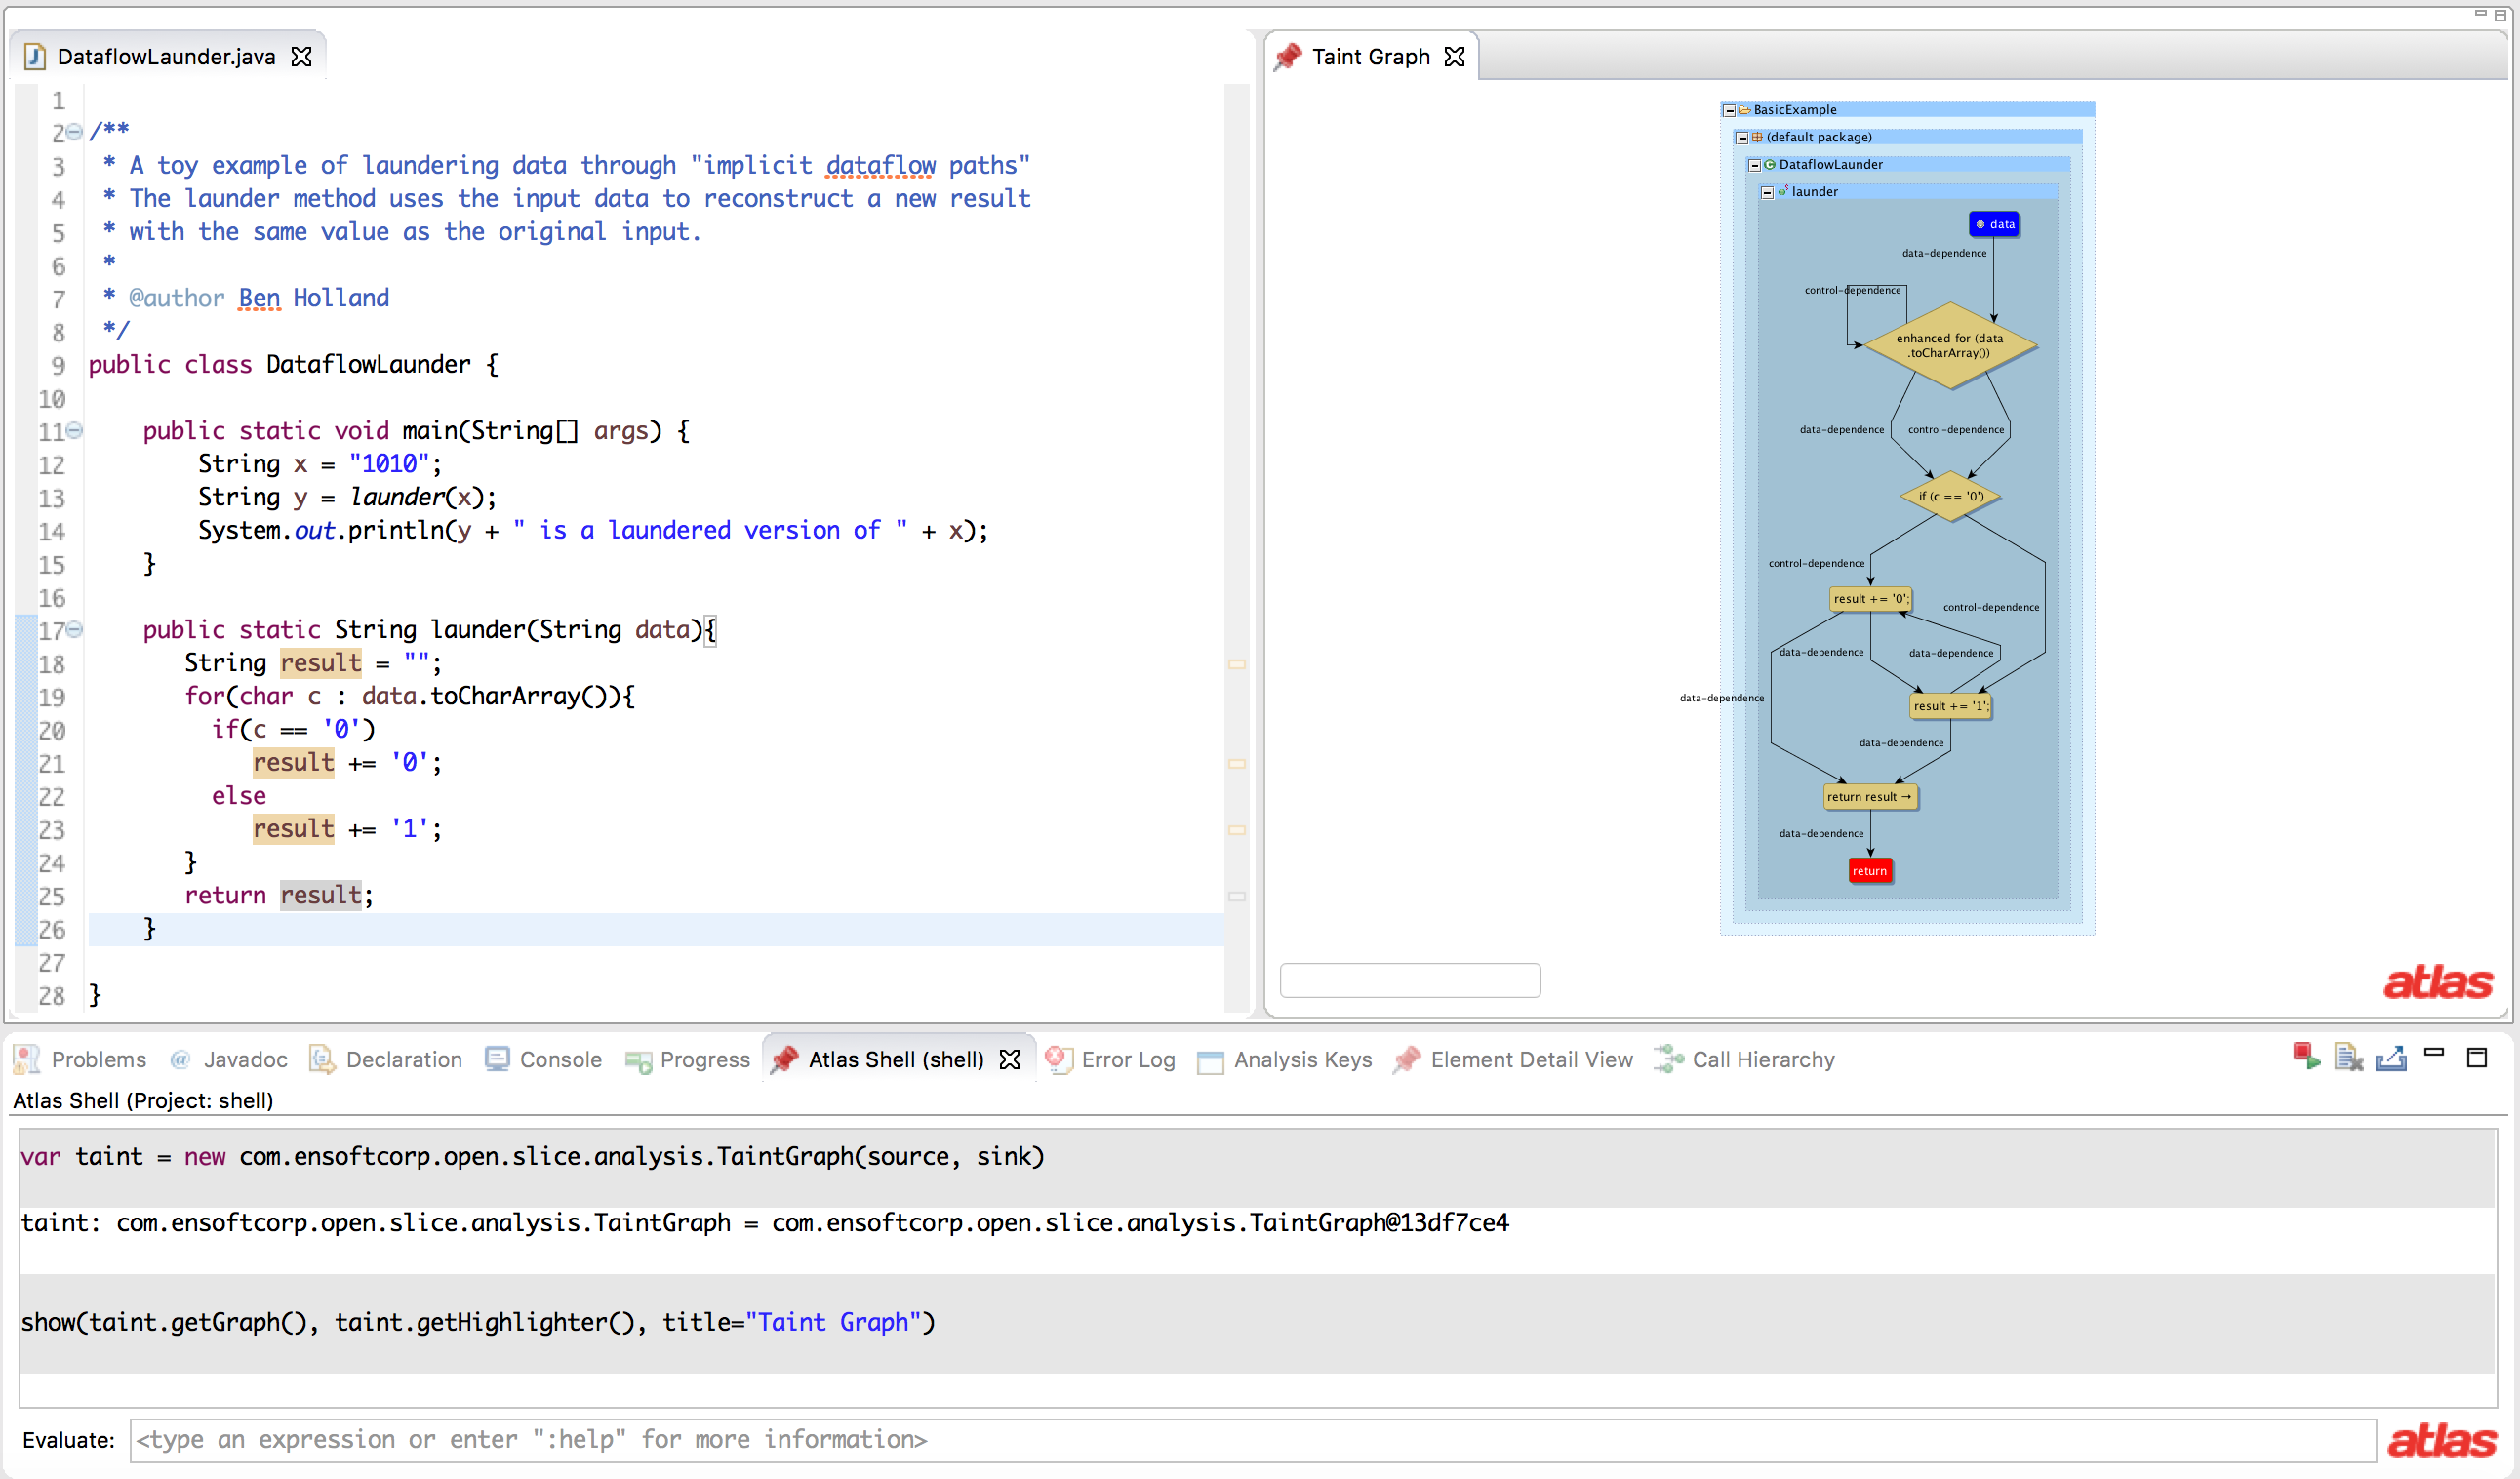 DataflowLaunder.java
1
2 /**
3  * A toy example of laundering data through "implicit dataflow paths"
4  * The launder method uses the input data to reconstruct a new result
5  * with the same value as the original input.
6  *
7  * @author Ben Holland
8  */
9 public class DataflowLaunder {
10
11    public static void main(String[] args) {
12        String x = "1010";
13        String y = launder(x);
14        System.out.println(y + " is a laundered version of " + x);
15    }
16
17    public static String launder(String data){
18       String result = "";
19       for(char c : data.toCharArray()){
20         if(c == '0')
21            result += '0';
22         else
23            result += '1';
24       }
25       return result;
26    }
27
28 }
Taint Graph
BasicExample
(default package)
DataflowLaunder
launder
data
data-dependence
control-dependence
enhanced for (data
.toCharArray())
data-dependence
control-dependence
if (c == '0')
control-dependence
result += '0';
control-dependence
data-dependence
data-dependence
data-dependence
result += '1';
data-dependence
return result →
data-dependence
return
atlas
Problems
Javadoc
Declaration
Console
Progress
Atlas Shell (shell)
Error Log
Analysis Keys
Element Detail View
Call Hierarchy
Atlas Shell (Project: shell)
var taint = new com.ensoftcorp.open.slice.analysis.TaintGraph(source, sink)
taint: com.ensoftcorp.open.slice.analysis.TaintGraph = com.ensoftcorp.open.slice.analysis.TaintGraph@13df7ce4
show(taint.getGraph(), taint.getHighlighter(), title="Taint Graph")
Evaluate: <type an expression or enter ":help" for more information>
atlas